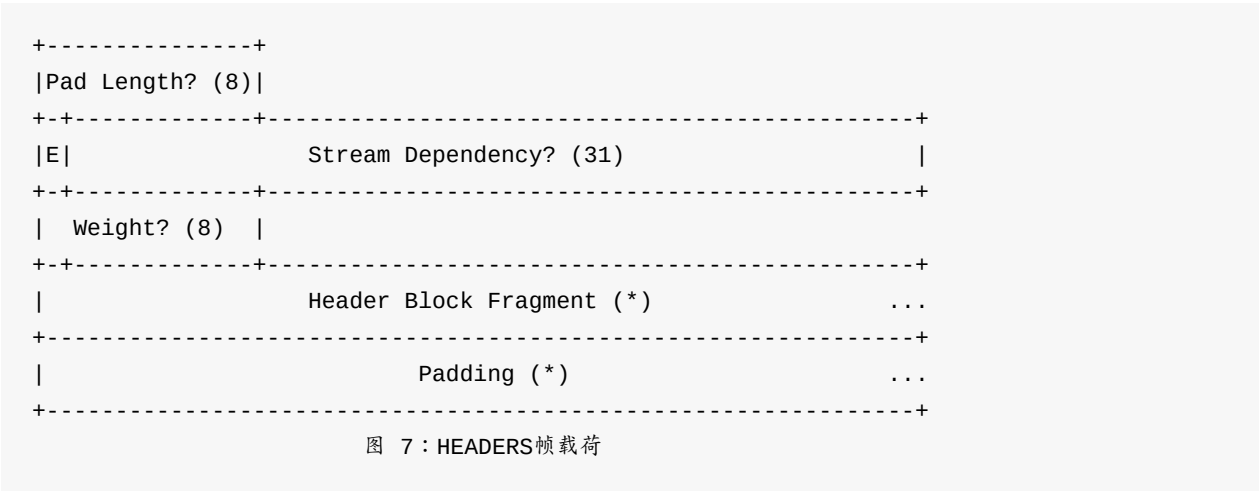 +---------------+
|Pad Length? (8)|
+-+-------------+-----------------------------------------------+
|E|                 Stream Dependency? (31)                     |
+-+-------------+-----------------------------------------------+
|  Weight? (8)  |
+-+-------------+-----------------------------------------------+
|                   Header Block Fragment (*)                 ...
+---------------------------------------------------------------+
|                           Padding (*)                       ...
+---------------------------------------------------------------+
图 7：HEADERS帧载荷